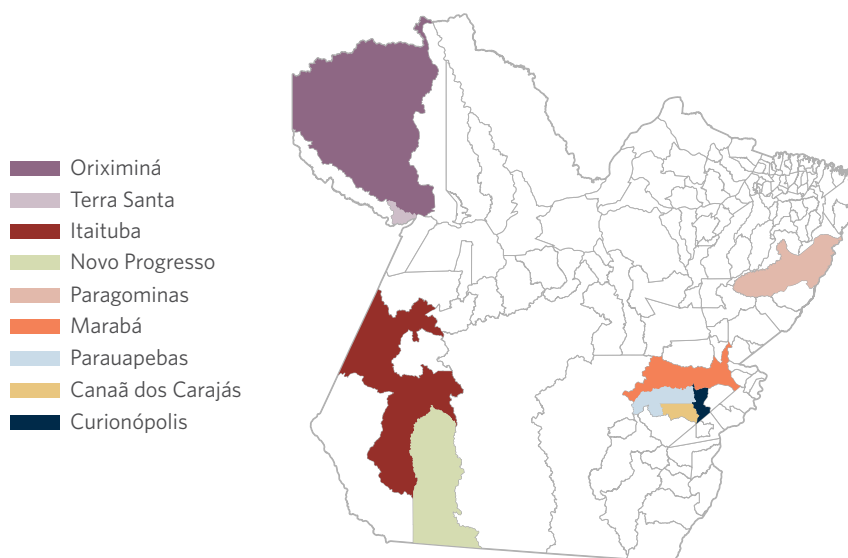 Oriximiná
Terra Santa
Itaituba
Novo Progresso
Paragominas
Marabá
Parauapebas
Canaã dos Carajás
Curionópolis